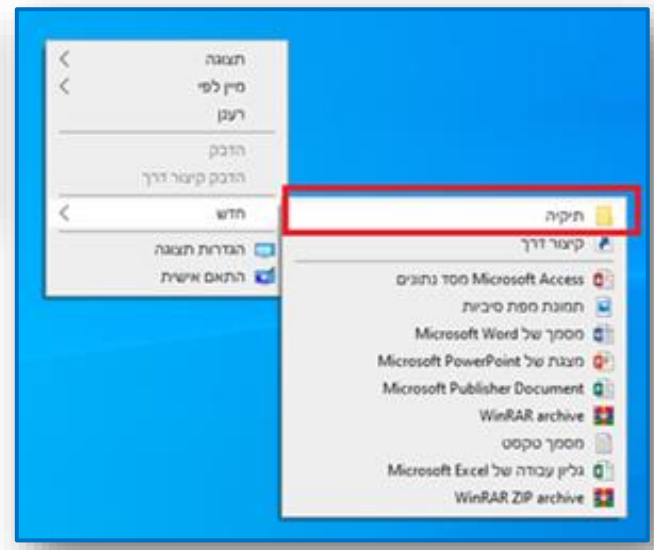 תצוגה
מיין לפי
רענן
הדבק
הדבק קיצור דרך
חדש
הגדרות תצוגה
התאם אישית
תיקיה
קיצור דרך
Microsoft Access מסד נתונים
תמונת מפת סיביות
מסמך של Microsoft Word
מצגת של Microsoft PowerPoint
Microsoft Publisher Document
WinRAR archive
מסמך טקסט
גליון עבודה של Microsoft Excel
WinRAR ZIP archive